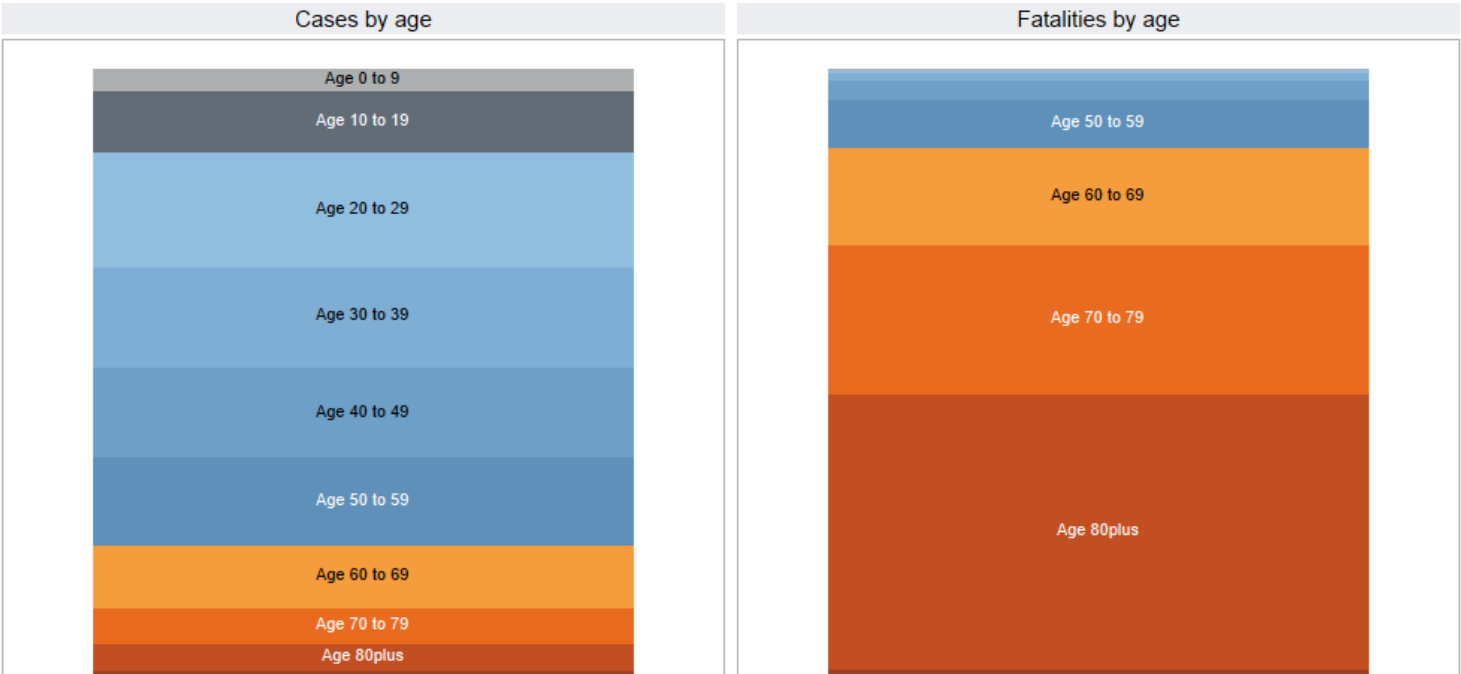 Cases by age
Age 0 to 9
Age 10 to 19
Age 20 to 29
Age 30 to 39
Age 40 to 49
Age 50 to 59
Age 60 to 69
Age 70 to 79
Age 80plus
Fatalities by age
Age 50 to 59
Age 60 to 69
Age 70 to 79
Age 80plus